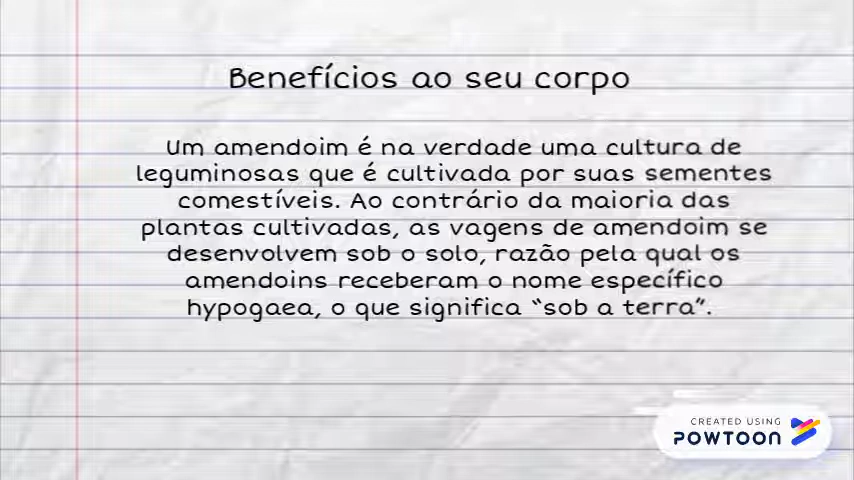 Benefícios ao seu corpo
Um amendoim é na verdade uma cultura de
leguminosas que é cultivada por suas sementes
comestíveis. Ao contrário da maioria das
plantas cultivadas, as vagens de amendoim se
desenvolvem sob o solo, razão pela qual os
amendoins receberam o nome específico
hypogaea, o que significa “sob a terra”.
CREATED USING
POWTOON